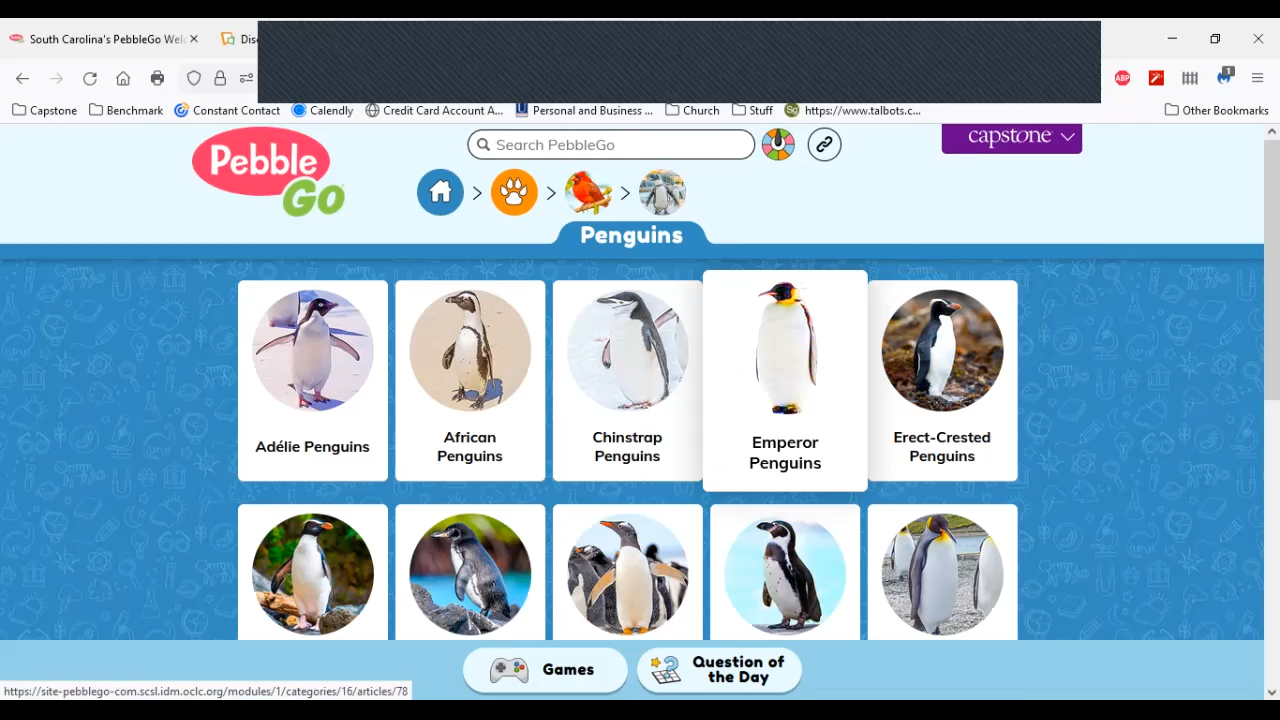 South Carolina's PebbleGo Welc
Dis
ABP
1
Capstone
Benchmark
Constant Contact
Calendly
Credit Card Account A...
Personal and Business ...
Church
Stuff
https://www.talbots.c...
Other Bookmarks
Pebble
Go
Search PebbleGo
capstone
Penguins
Adélie Penguins
African
Penguins
Chinstrap
Penguins
Emperor
Penguins
Erect-Crested
Penguins
Games
Question of
the Day
https://site-pebblego-com.scsl.idm.oclc.org/modules/1/categories/16/articles/78